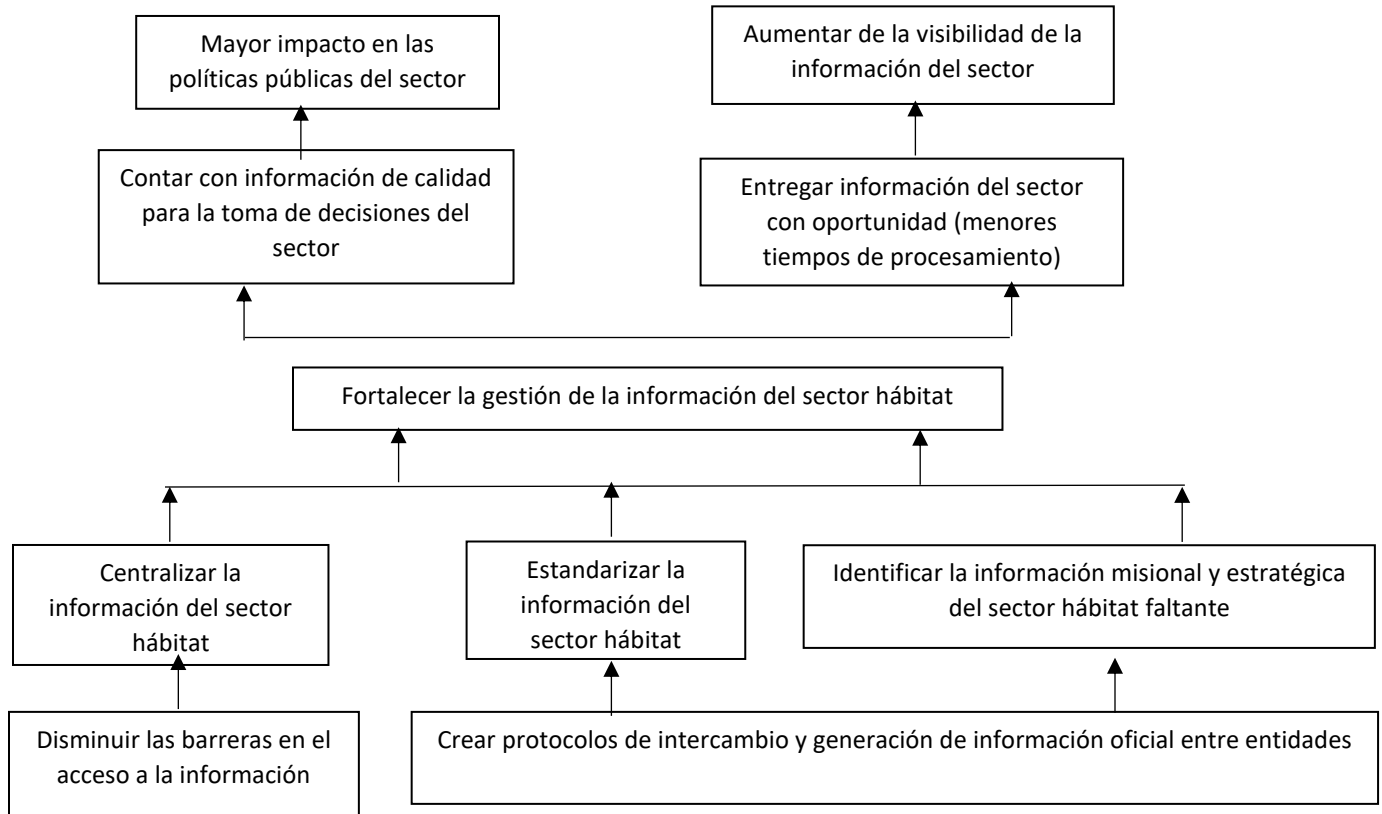 Mayor impacto en las
políticas públicas del sector
Aumentar de la visibilidad de la
información del sector
Contar con información de calidad
para la toma de decisiones del
sector
Entregar información del sector
con oportunidad (menores
tiempos de procesamiento)
Fortalecer la gestión de la información del sector hábitat
Centralizar la
información del sector
hábitat
Estandarizar la
información del
sector hábitat
Identificar la información misional y estratégica
del sector hábitat faltante
Disminuir las barreras en el
acceso a la información
Crear protocolos de intercambio y generación de información oficial entre entidades